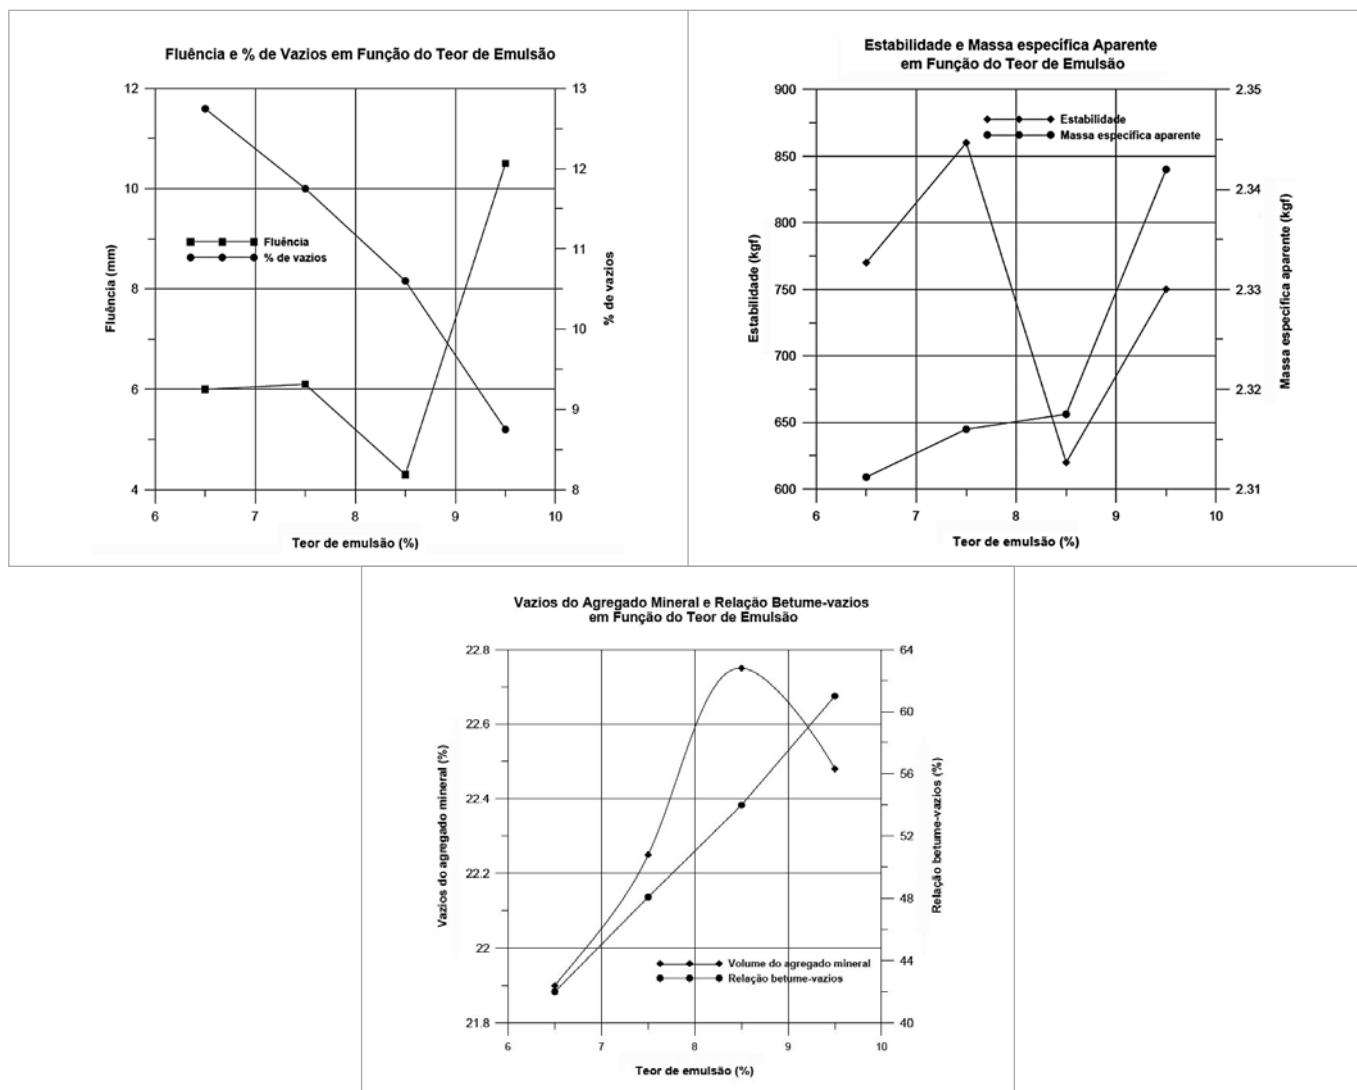 Fluência e % de Vazios em Função do Teor de Emulsão
12
10
8
6
4
13
12
11
10
9
8
6
7
8
9
10
Fluência (mm)
% de vazios
Fluência
% de vazios
Teor de emulsão (%)
Estabilidade e Massa específica Aparente
em Função do Teor de Emulsão
900
850
800
750
700
650
600
2.35
2.34
2.33
2.32
2.31
6
7
8
9
10
Estabilidade (kgf)
Massa específica aparente (kgf)
Estabilidade
Massa específica aparente
Teor de emulsão (%)
Vazios do Agregado Mineral e Relação Betume-vazios
em Função do Teor de Emulsão
22.8
22.6
22.4
22.2
22
21.8
64
60
56
52
48
44
40
6
7
8
9
10
Vazios do agregado mineral (%)
Relação betume-vazios (%)
Volume do agregado mineral
Relação betume-vazios
Teor de emulsão (%)